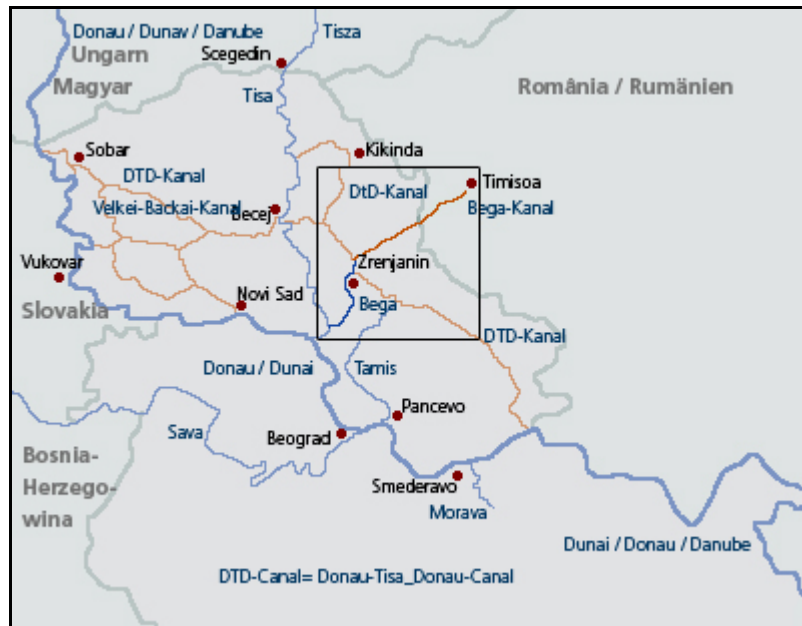 Donau / Dunav / Danube
Tisza
Ungarn
Scegedin
Magyar
România / Rumänien
Tisa
Sobar
Kikinda
DTD-Kanal
DtD-Kanal
Timisoa
Velkei-Backai-Kanal
Becej
Bega-Kanal
Vukovar
Zrenjanin
Novi Sad
Bega
Slovakia
DTD-Kanal
Donau / Dunai
Tamis
Pancevo
Sava
Beograd
Bosnia-
Herzego-
wina
Smederavo
Morava
Dunai / Donau / Danube
DTD-Canal= Donau-Tisa_Donau-Canal